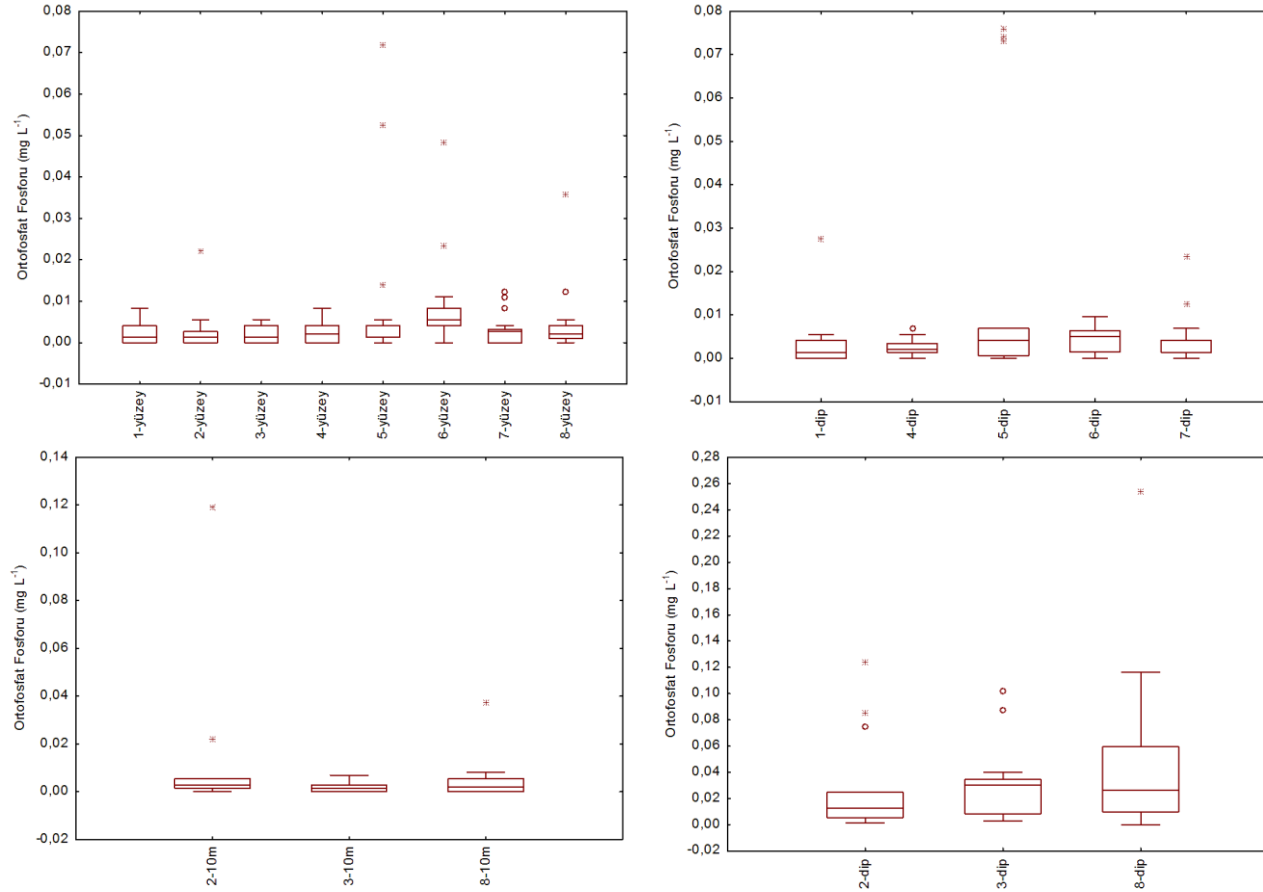 Ortofosfat Fosforu (mg L⁻¹)
0,08
0,07
0,06
0,05
0,04
0,03
0,02
0,01
0,00
-0,01
1-yüzey
2-yüzey
3-yüzey
4-yüzey
5-yüzey
6-yüzey
7-yüzey
8-yüzey
Ortofosfat Fosforu (mg L⁻¹)
0,08
0,07
0,06
0,05
0,04
0,03
0,02
0,01
0,00
-0,01
1-dip
4-dip
5-dip
6-dip
7-dip
Ortofosfat Fosforu (mg L⁻¹)
0,14
0,12
0,10
0,08
0,06
0,04
0,02
0,00
-0,02
2-10m
3-10m
8-10m
Ortofosfat Fosforu (mg L⁻¹)
0,28
0,26
0,24
0,22
0,20
0,18
0,16
0,14
0,12
0,10
0,08
0,06
0,04
0,02
0,00
-0,02
2-dip
3-dip
8-dip